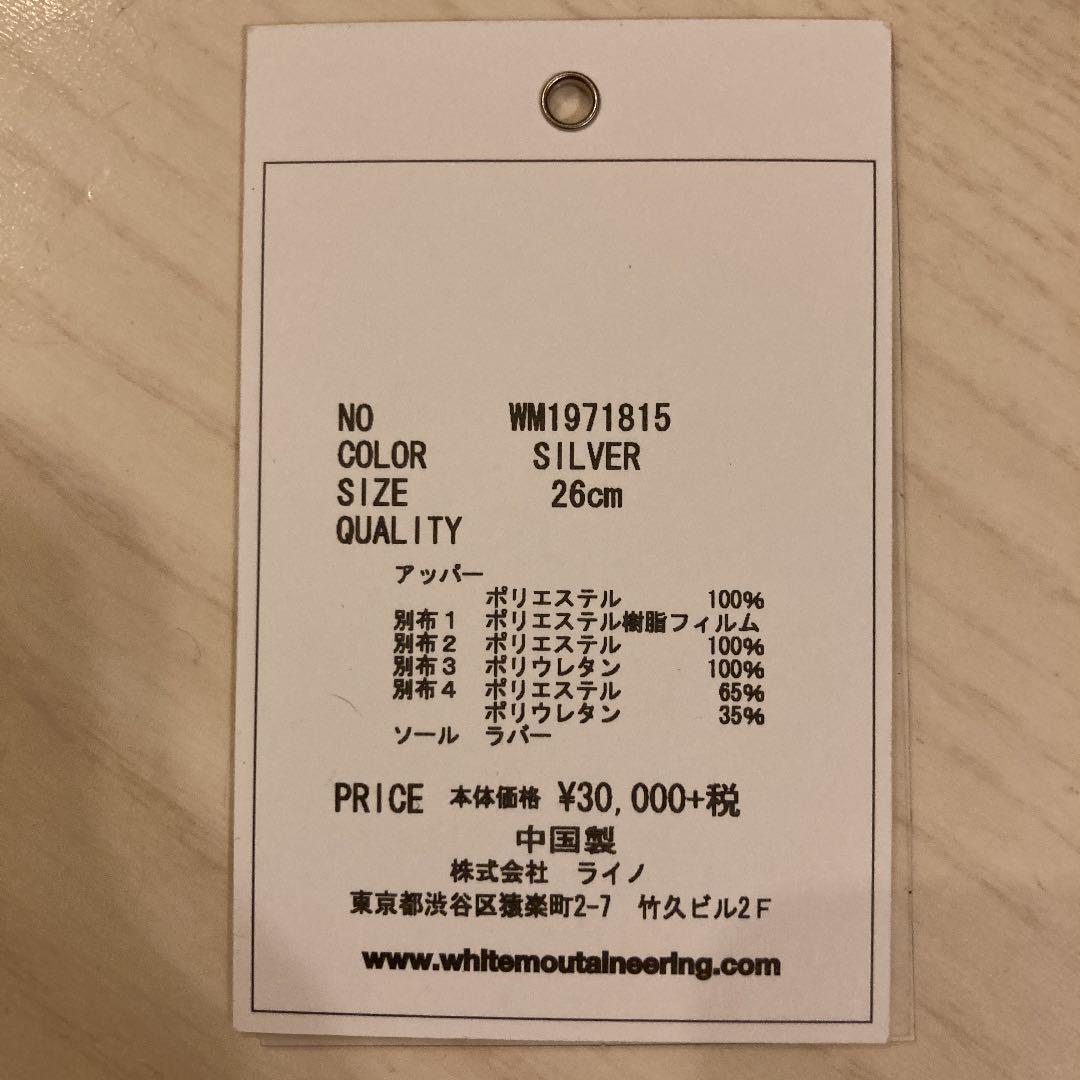 NO WM1971815
COLOR SILVER
SIZE 26cm
QUALITY
アッパー
ポリエステル 100%
別布1 ポリエステル樹脂フィルム
別布2 ポリエステル 100%
別布3 ポリウレタン 100%
別布4 ポリエステル 65%
ポリウレタン 35%
ソール ラバー
PRICE 本体価格 ¥30,000+税
中国製
株式会社 ライノ
東京都渋谷区猿楽町2-7 竹久ビル2F
www.whitemoutaineering.com